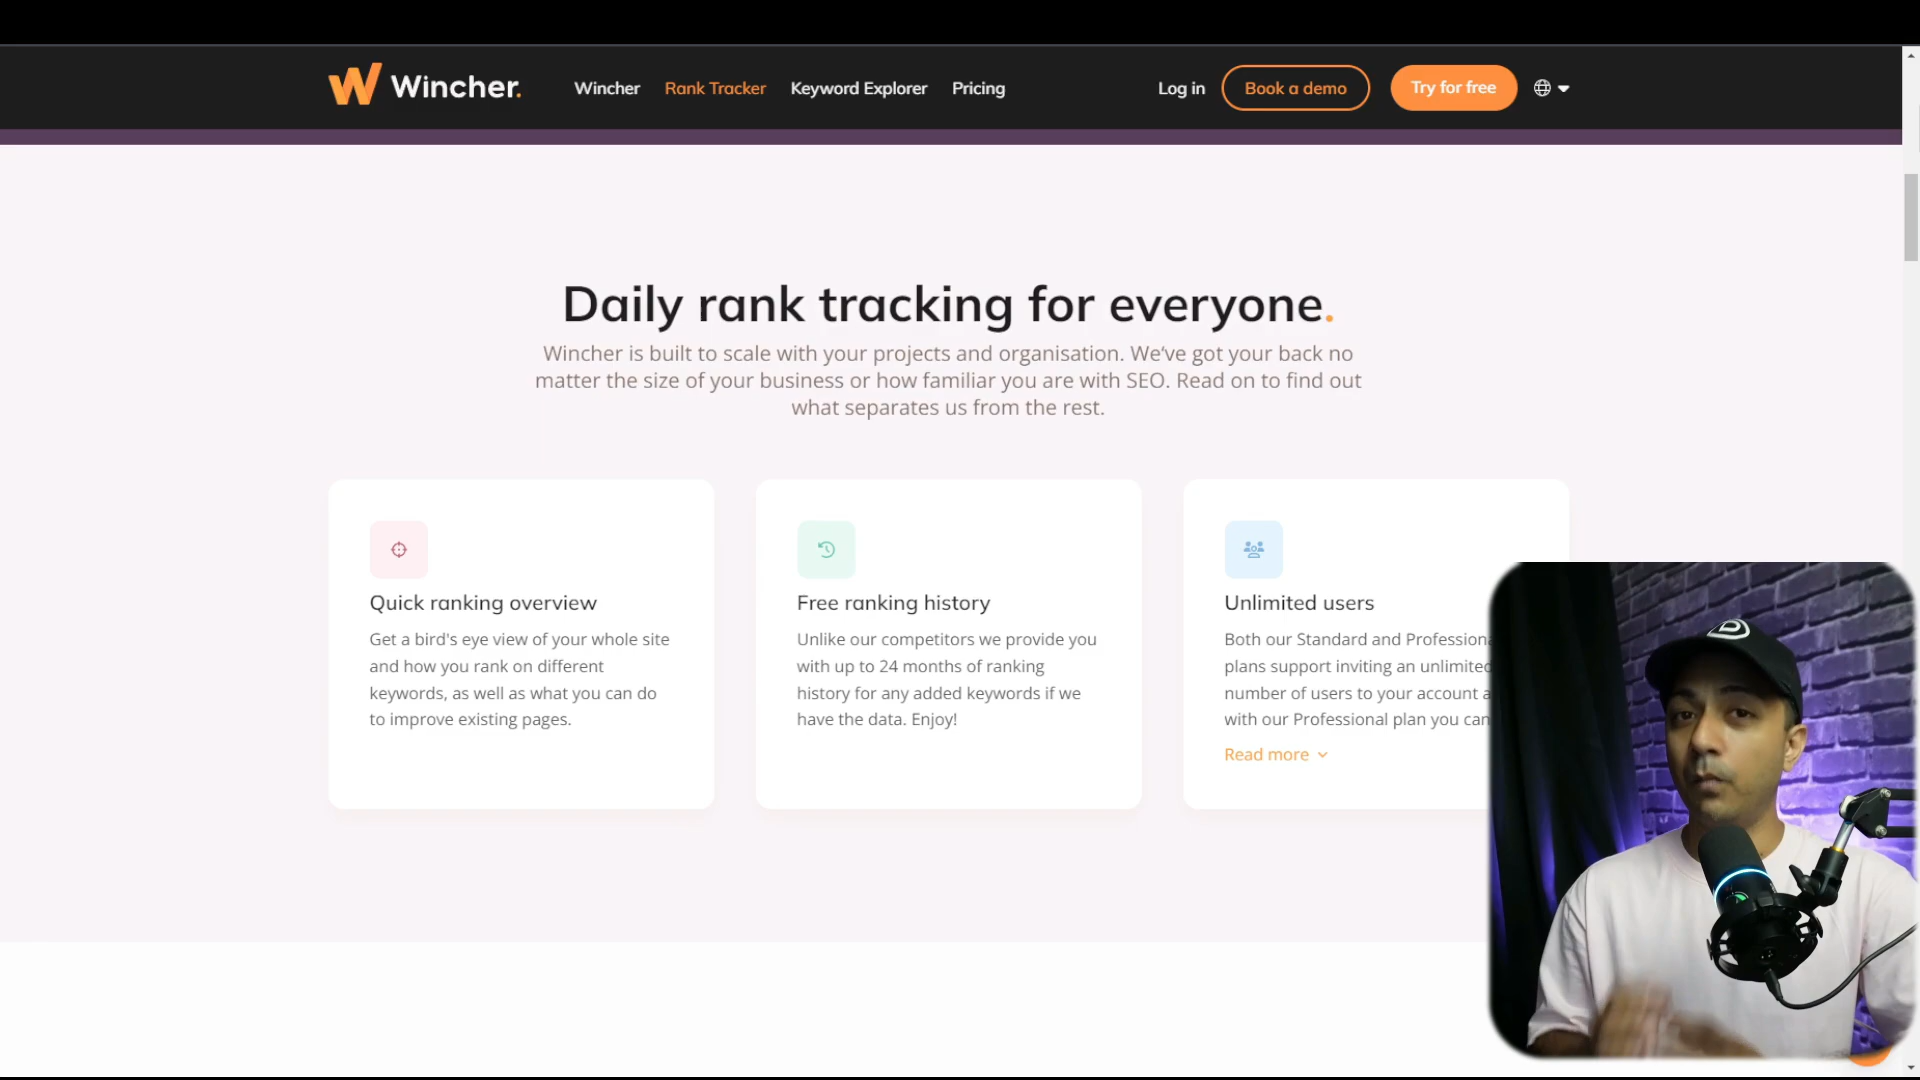 Wincher.
Wincher
Rank Tracker
Keyword Explorer
Pricing
Log in
Book a demo
Try for free
Daily rank tracking for everyone.
Wincher is built to scale with your projects and organisation. We've got your back no
matter the size of your business or how familiar you are with SEO. Read on to find out
what separates us from the rest.
Quick ranking overview
Get a bird's eye view of your whole site
and how you rank on different
keywords, as well as what you can do
to improve existing pages.
Free ranking history
Unlike our competitors we provide you
with up to 24 months of ranking
history for any added keywords if we
have the data. Enjoy!
Unlimited users
Both our Standard and Professiona
plans support inviting an unlimited
number of users to your account a
with our Professional plan you can
Read more